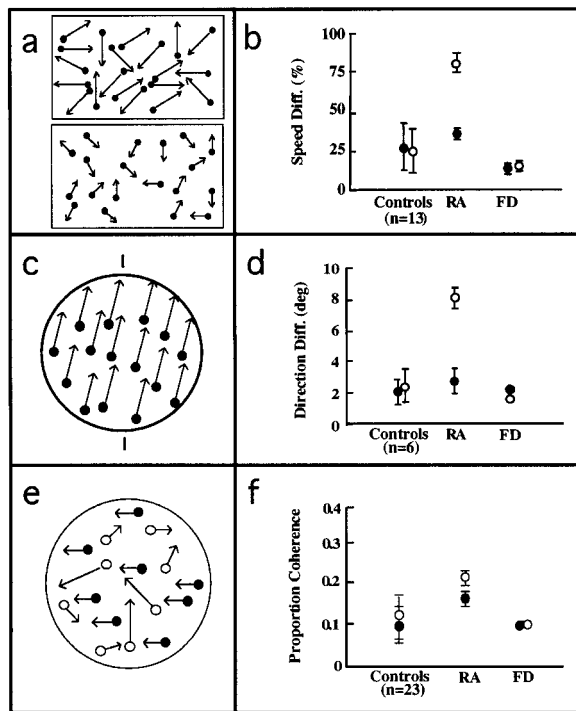 a
b
Speed Diff. (%)
100
75
50
25
0
Controls RA FD
(n=13)
c
d
Direction Diff. (deg)
10
8
6
4
2
0
Controls RA FD
(n=6)
e
f
Proportion Coherence
0.4
0.3
0.2
0.1
0
Controls RA FD
(n=23)